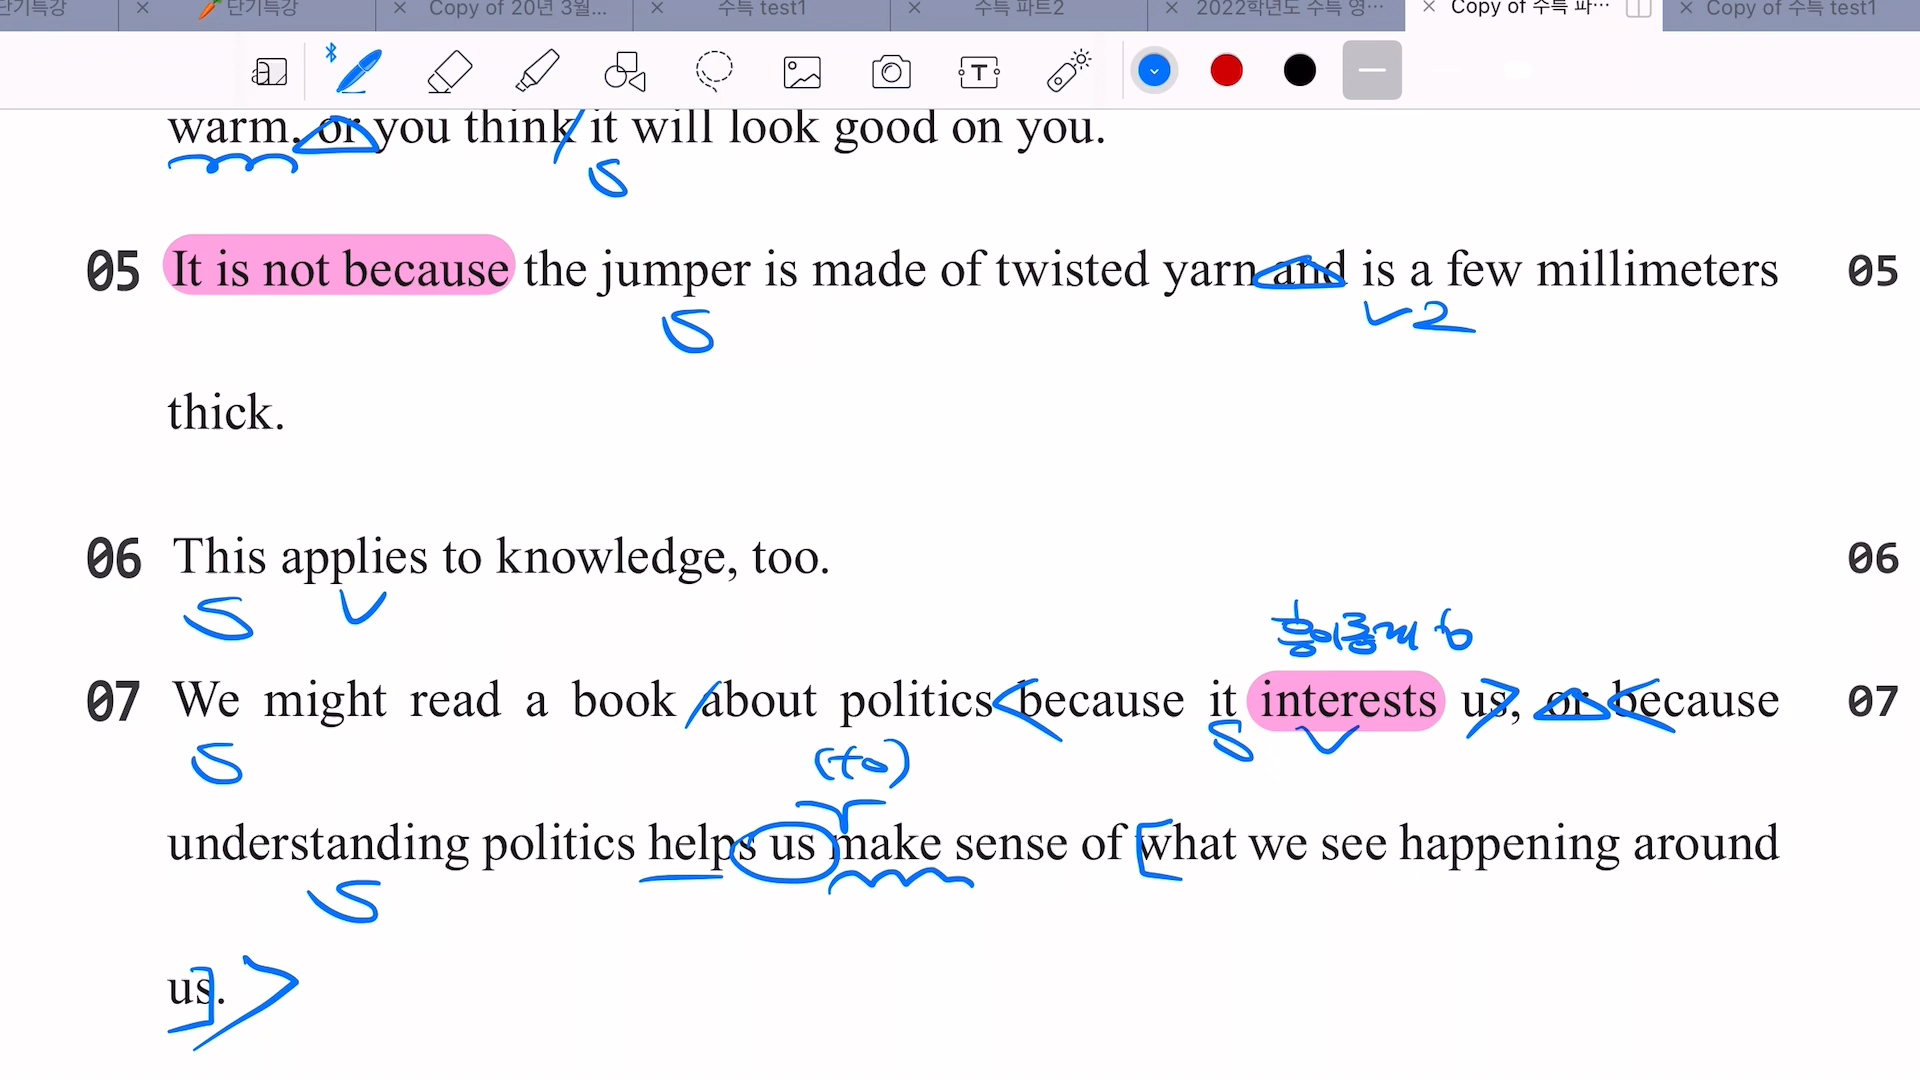 단기특강 × 🥕단기특강 × Copy of 20년 3월... × 수특 test1 × 수특 파트2 × 2022학년도 수특 영... × Copy of 수특 파... × Copy of 수특 test1
warm, or you think it will look good on you.
S
05 It is not because the jumper is made of twisted yarn and is a few millimeters 05
S V2
thick.
06 This applies to knowledge, too. 06
S V
07 We might read a book about politics because it interests us, or because 07
S S V
(to)
understanding politics helps us make sense of what we see happening around
S
us.